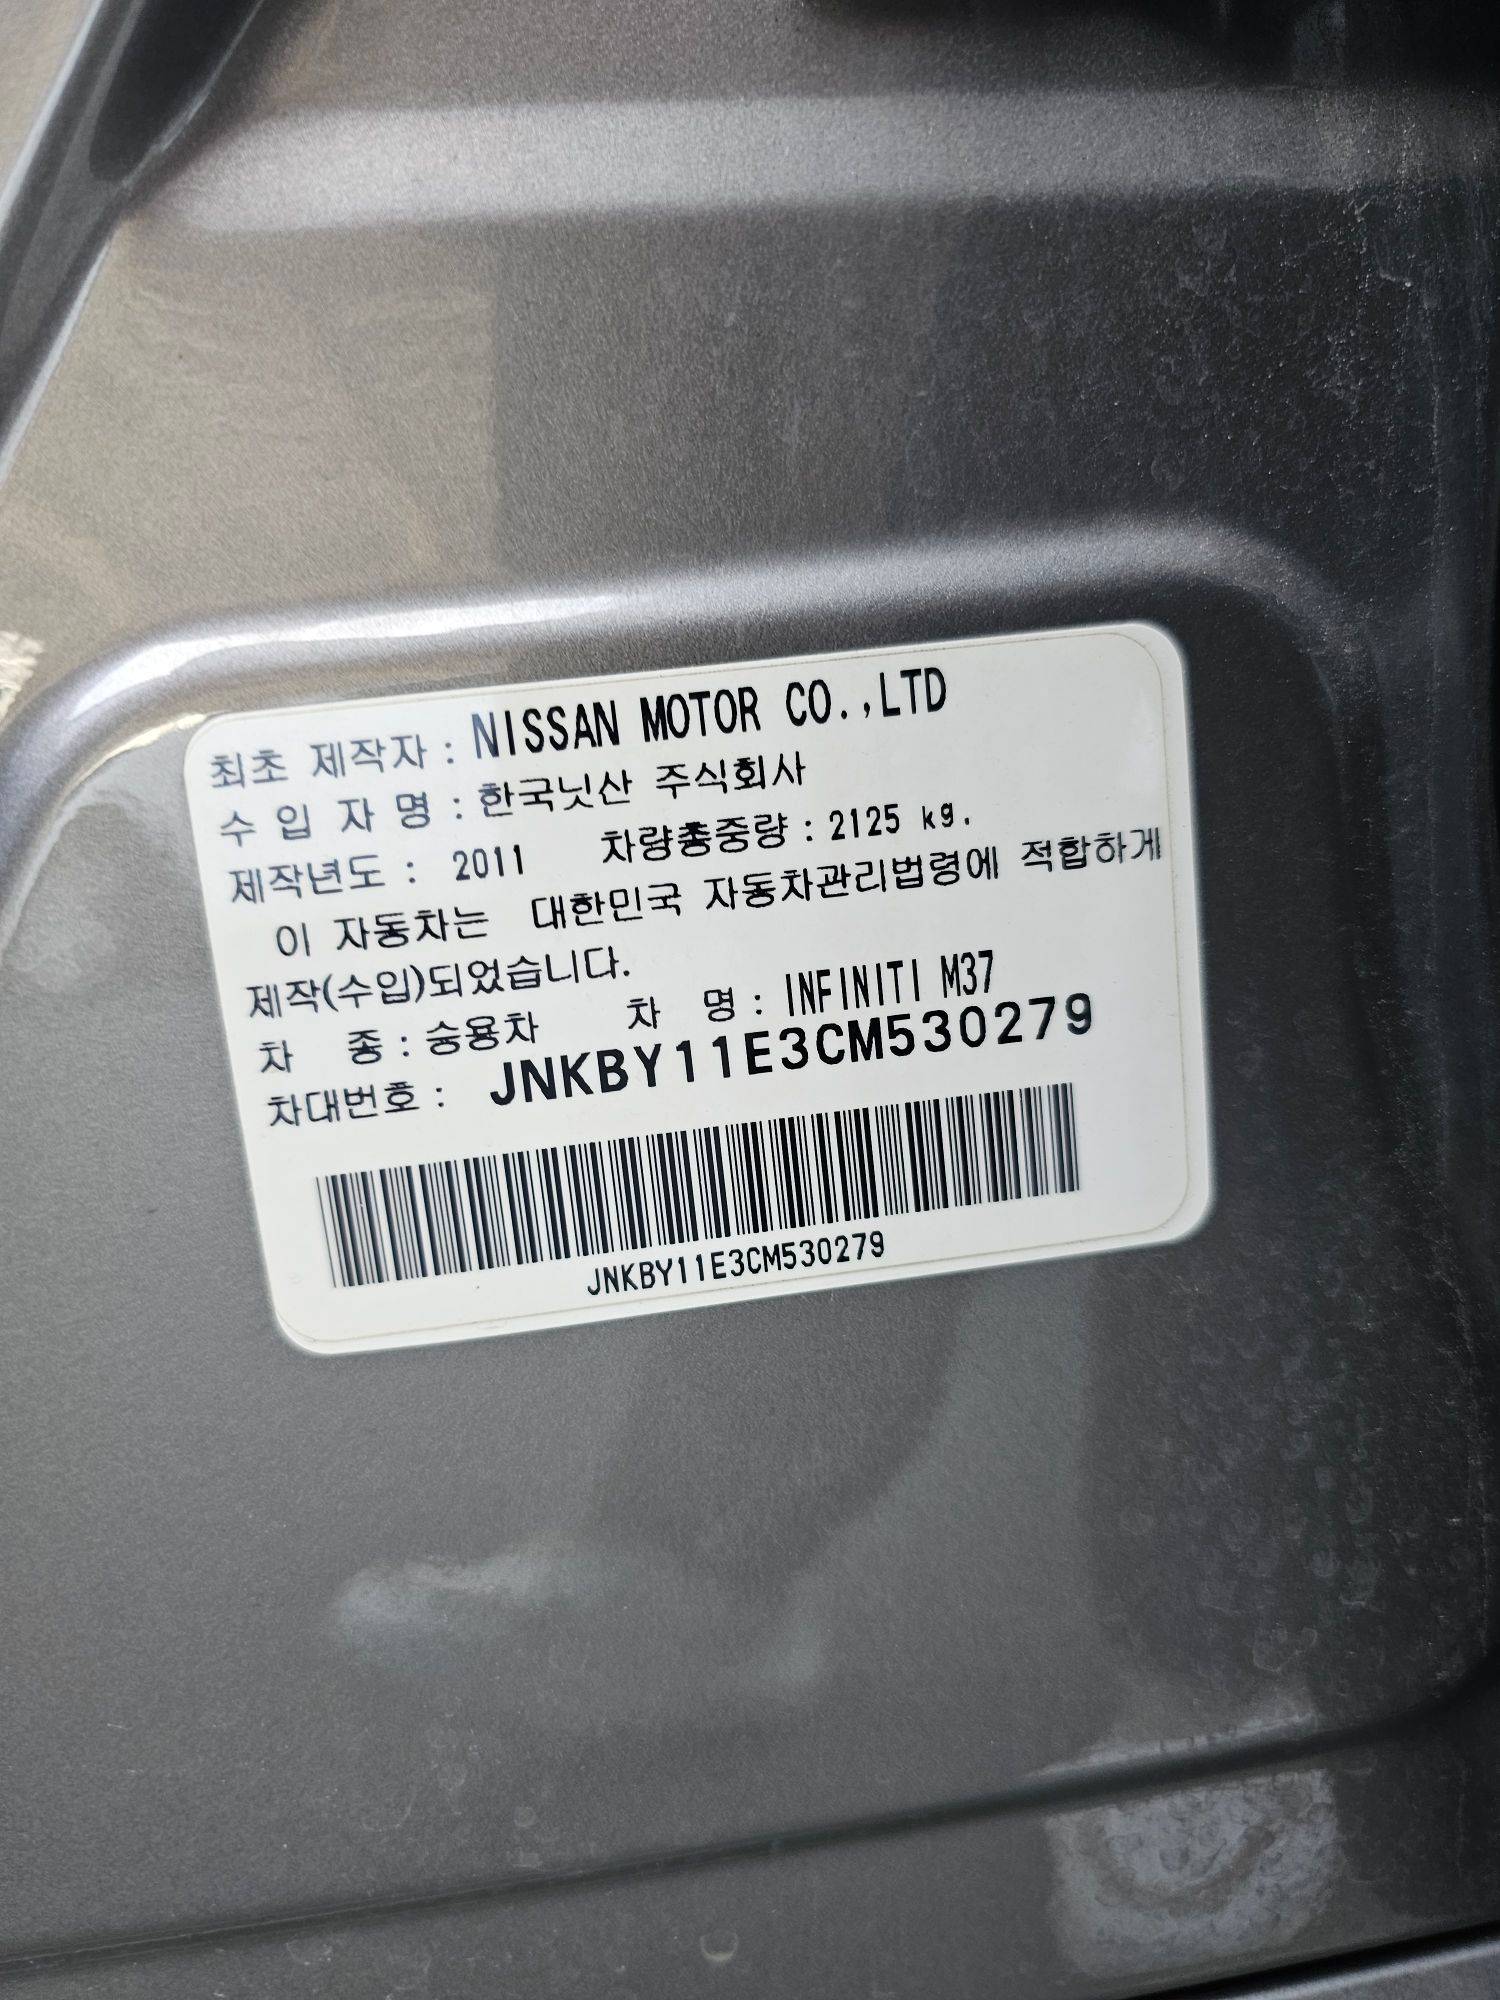 최초 제작자 : NISSAN MOTOR CO.,LTD
수 입 자 명 : 한국닛산 주식회사
제작년도 : 2011 차량총중량 : 2125 kg.
이 자동차는 대한민국 자동차관리법령에 적합하게
제작(수입)되었습니다.
차 종 : 승용차 차 명 : INFINITI M37
차대번호 : JNKBY11E3CM530279
JNKBY11E3CM530279